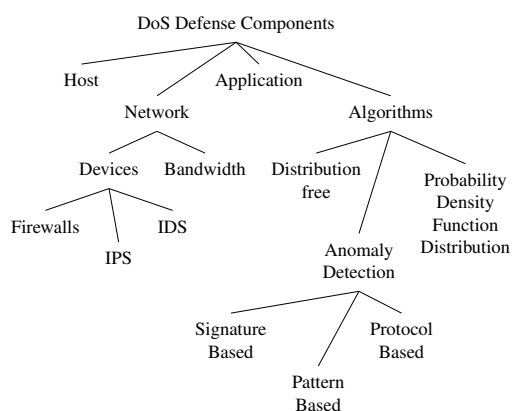 DoS Defense Components
Host
Application
Network
Algorithms
Devices
Bandwidth
Distribution
free
Probability
Density
Function
Distribution
Firewalls
IDS
IPS
Anomaly
Detection
Signature
Based
Protocol
Based
Pattern
Based